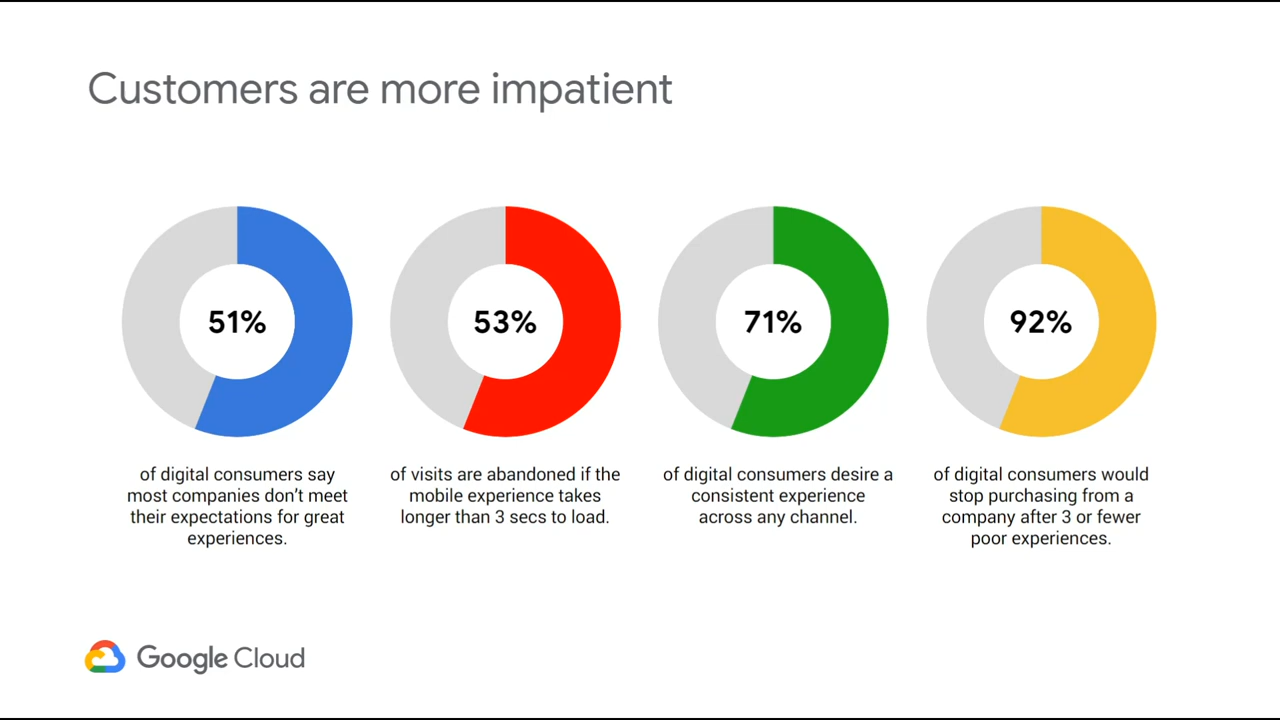 Customers are more impatient
51%
53%
71%
92%
of digital consumers say
most companies don't meet
their expectations for great
experiences.
of visits are abandoned if the
mobile experience takes
longer than 3 secs to load.
of digital consumers desire a
consistent experience
across any channel.
of digital consumers would
stop purchasing from a
company after 3 or fewer
poor experiences.
Google Cloud